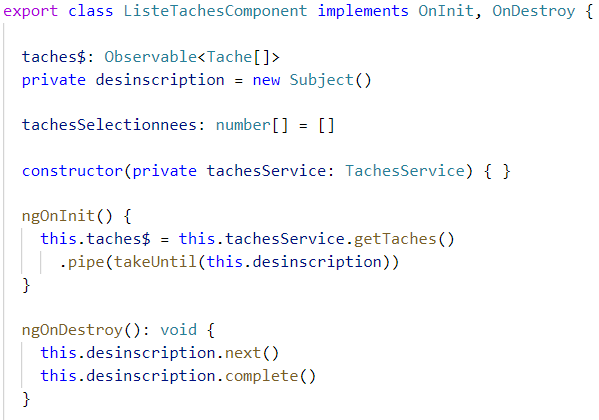 export class ListeTachesComponent implements OnInit, OnDestroy {
taches$: Observable<Tache[]>
private desinscription = new Subject()
tachesSelectionnees: number[] = []
constructor(private tachesService: TachesService) { }
ngOnInit() {
this.taches$ = this.tachesService.getTaches()
.pipe(takeUntil(this.desinscription))
}
ngOnDestroy(): void {
this.desinscription.next()
this.desinscription.complete()
}